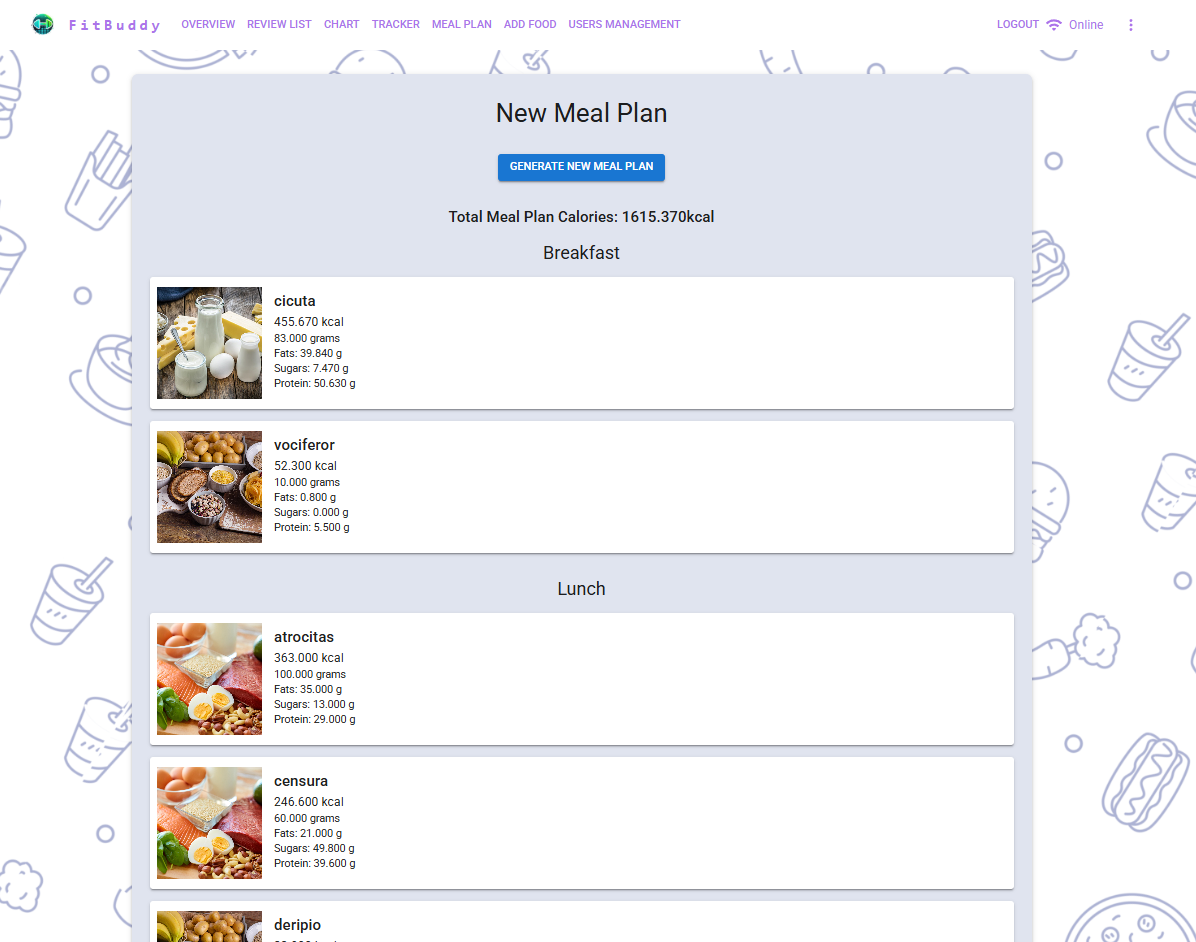 FitBuddy OVERVIEW REVIEW LIST CHART TRACKER MEAL PLAN ADD FOOD USERS MANAGEMENT LOGOUT Online
New Meal Plan
GENERATE NEW MEAL PLAN
Total Meal Plan Calories: 1615.370kcal
Breakfast
cicuta
455.670 kcal
83.000 grams
Fats: 39.840 g
Sugars: 7.470 g
Protein: 50.630 g
vociferor
52.300 kcal
10.000 grams
Fats: 0.800 g
Sugars: 0.000 g
Protein: 5.500 g
Lunch
atrocitas
363.000 kcal
100.000 grams
Fats: 35.000 g
Sugars: 13.000 g
Protein: 29.000 g
censura
246.600 kcal
60.000 grams
Fats: 21.000 g
Sugars: 49.800 g
Protein: 39.600 g
deripio